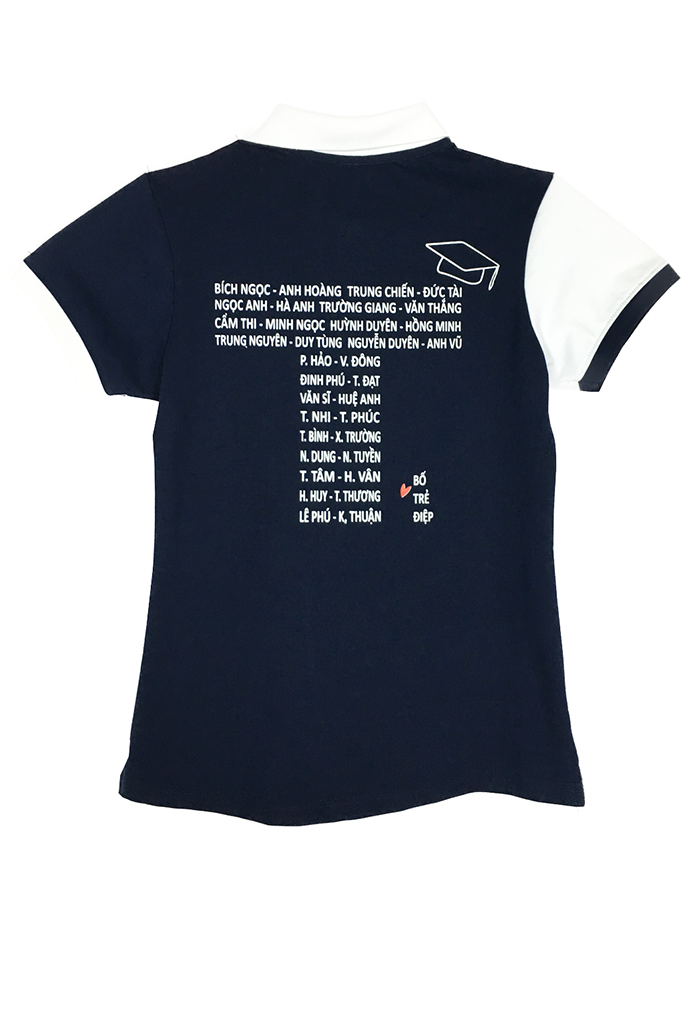 BÍCH NGỌC - ANH HOÀNG TRUNG CHIẾN - ĐỨC TÀI
NGỌC ANH - HÀ ANH TRƯỜNG GIANG - VĂN THẮNG
CẨM THI - MINH NGỌC HUỲNH DUYÊN - HỒNG MINH
TRUNG NGUYÊN - DUY TÙNG NGUYỄN DUYÊN - ANH VŨ
P. HẢO - V. ĐÔNG
ĐINH PHÚ - T. ĐẠT
VĂN SĨ - HUỆ ANH
T. NHI - T. PHÚC
T. BÌNH - X. TRƯỜNG
N. DUNG - N. TUYỀN
T. TÂM - H. VÂN
H. HUY - T. THƯƠNG
LÊ PHÚ - K, THUẬN
BỐ
TRẺ
ĐIỆP